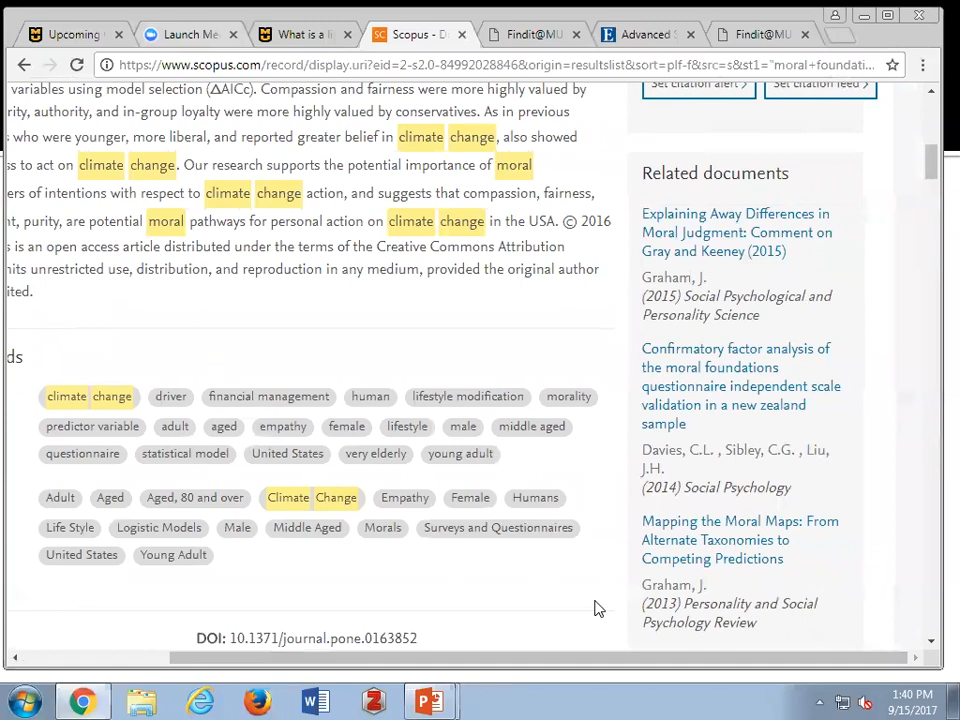 Upcoming
Launch Me
What is a li
Scopus - D
Findit@MU
Advanced
Findit@MU
https://www.scopus.com/record/display.uri?eid=2-s2.0-84992028846&origin=resultslist&sort=plf-f&src=s&st1="moral+foundati...
variables using model selection (ΔAICc). Compassion and fairness were more highly valued by
rity, authority, and in-group loyalty were more highly valued by conservatives. As in previous
who were younger, more liberal, and reported greater belief in climate change, also showed
ss to act on climate change. Our research supports the potential importance of moral
ers of intentions with respect to climate change action, and suggests that compassion, fairness,
nt, purity, are potential moral pathways for personal action on climate change in the USA. © 2016
s is an open access article distributed under the terms of the Creative Commons Attribution
nits unrestricted use, distribution, and reproduction in any medium, provided the original author
ited.
ds
climate change driver financial management human lifestyle modification morality
predictor variable adult aged empathy female lifestyle male middle aged
questionnaire statistical model United States very elderly young adult
Adult Aged Aged, 80 and over Climate Change Empathy Female Humans
Life Style Logistic Models Male Middle Aged Morals Surveys and Questionnaires
United States Young Adult
DOI: 10.1371/journal.pone.0163852
Set citation alert > Set citation feed >
Related documents
Explaining Away Differences in
Moral Judgment: Comment on
Gray and Keeney (2015)
Graham, J.
(2015) Social Psychological and
Personality Science
Confirmatory factor analysis of
the moral foundations
questionnaire independent scale
validation in a new zealand
sample
Davies, C.L. , Sibley, C.G. , Liu,
J.H.
(2014) Social Psychology
Mapping the Moral Maps: From
Alternate Taxonomies to
Competing Predictions
Graham, J.
(2013) Personality and Social
Psychology Review
1:40 PM
9/15/2017